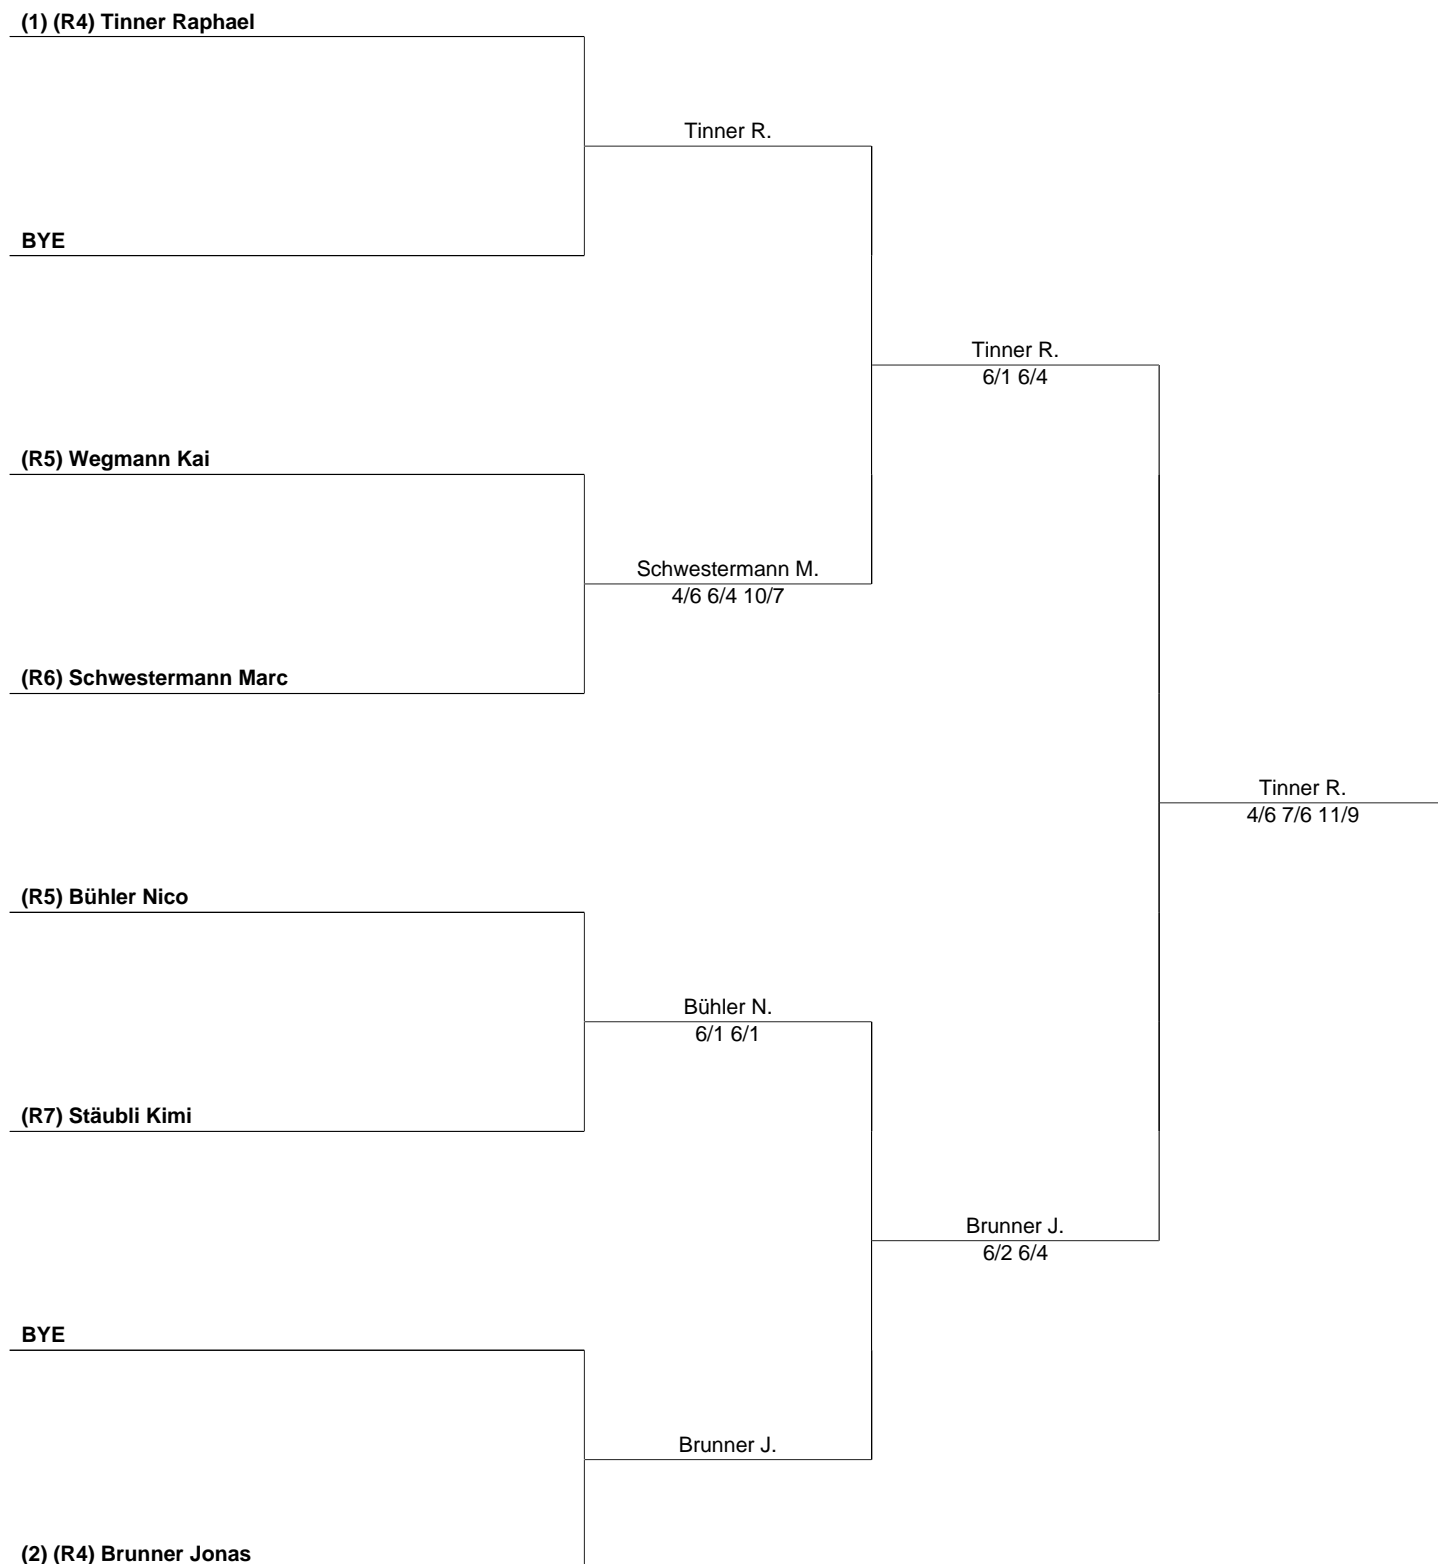 (1) (R4) Tinner Raphael
Tinner R.
BYE
Tinner R.
6/1 6/4
(R5) Wegmann Kai
Schwestermann M.
4/6 6/4 10/7
(R6) Schwestermann Marc
Tinner R.
4/6 7/6 11/9
(R5) Bühler Nico
Bühler N.
6/1 6/1
(R7) Stäubli Kimi
Brunner J.
6/2 6/4
BYE
Brunner J.
(2) (R4) Brunner Jonas